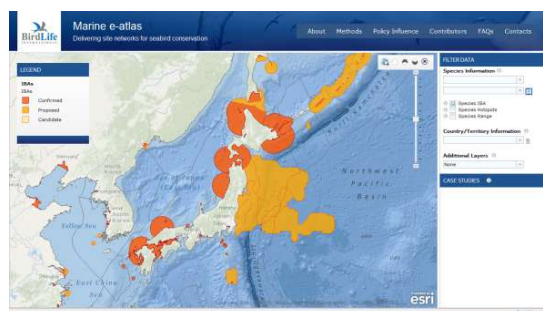 BirdLife
INTERNATIONAL
Marine e-atlas
Delivering site networks for seabird conservation
About Methods Policy Influence Contributors FAQs Contacts
LEGEND
IBAs
IBAs
Confirmed
Proposed
Candidate
FILTER DATA
Species Information
Species IBA
Species Hotspots
Species Range
Country/Territory Information
Additional Layers
None
CASE STUDIES
Northwest
Pacific
Basin
Yellow Sea
East China
Sea
esri